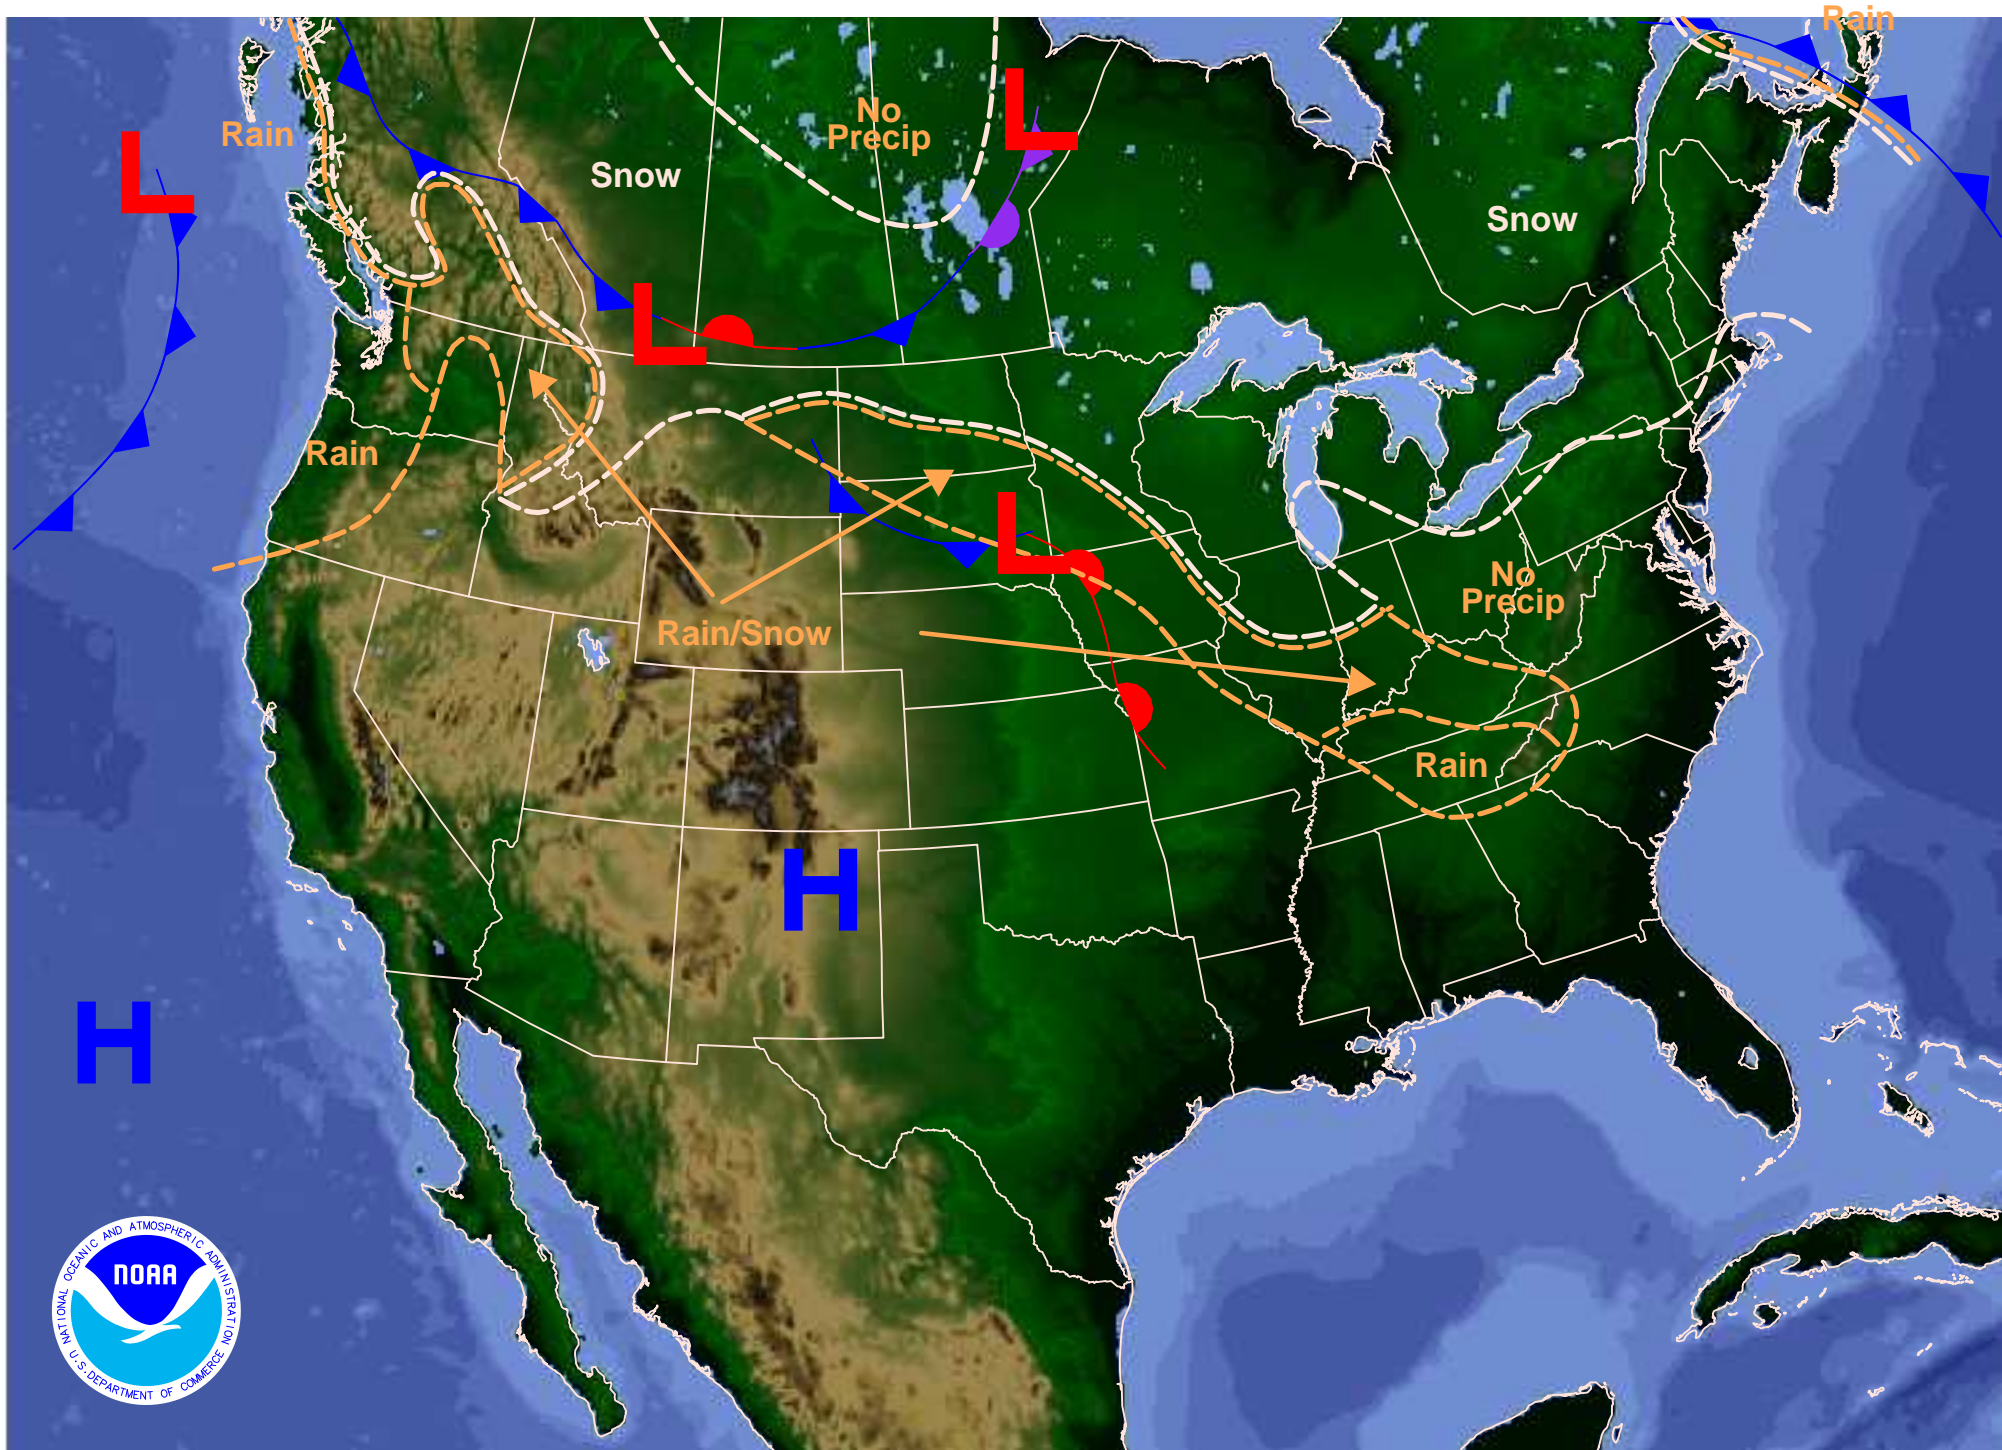 Rain
L
No
Precip
Rain
L
Snow
Snow
L
Rain
L
No
Precip
Rain/Snow
Rain
H
H
NATIONAL OCEANIC AND ATMOSPHERIC ADMINISTRATION
NOAA
U.S. DEPARTMENT OF COMMERCE